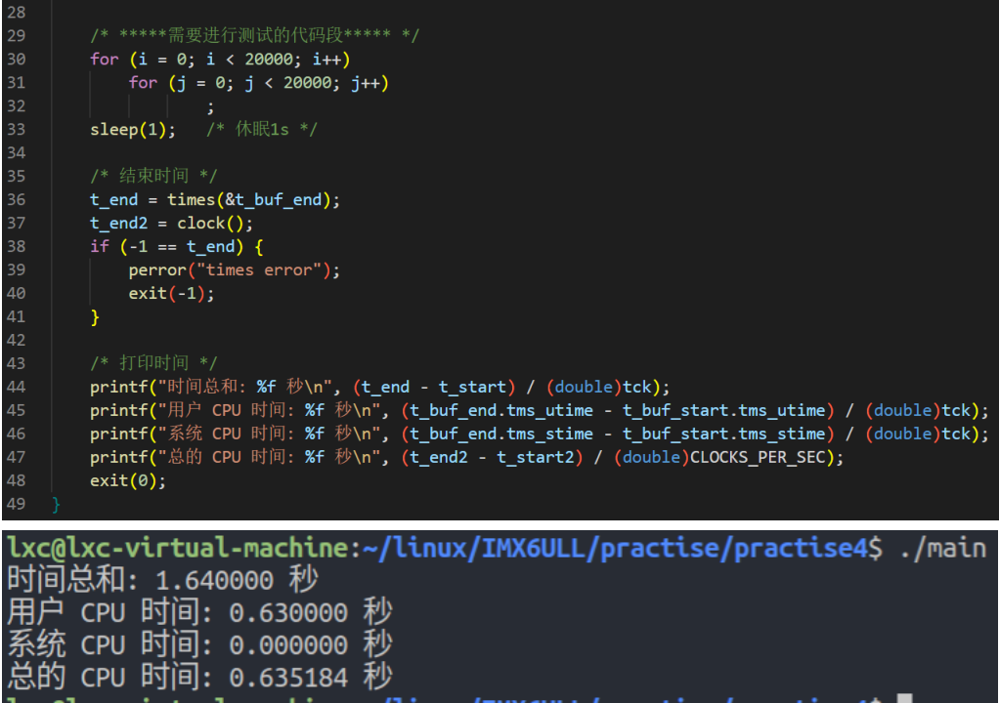 28
29 /* *****需要进行测试的代码段***** */
30 for (i = 0; i < 20000; i++)
31 for (j = 0; j < 20000; j++)
32 ;
33 sleep(1); /* 休眠1s */
34
35 /* 结束时间 */
36 t_end = times(&t_buf_end);
37 t_end2 = clock();
38 if (-1 == t_end) {
39 perror("times error");
40 exit(-1);
41 }
42
43 /* 打印时间 */
44 printf("时间总和: %f 秒\n", (t_end - t_start) / (double)tck);
45 printf("用户 CPU 时间: %f 秒\n", (t_buf_end.tms_utime - t_buf_start.tms_utime) / (double)tck);
46 printf("系统 CPU 时间: %f 秒\n", (t_buf_end.tms_stime - t_buf_start.tms_stime) / (double)tck);
47 printf("总的 CPU 时间: %f 秒\n", (t_end2 - t_start2) / (double)CLOCKS_PER_SEC);
48 exit(0);
49 }
lxc@lxc-virtual-machine:~/linux/IMX6ULL/practise/practise4$ ./main
时间总和: 1.640000 秒
用户 CPU 时间: 0.630000 秒
系统 CPU 时间: 0.000000 秒
总的 CPU 时间: 0.635184 秒